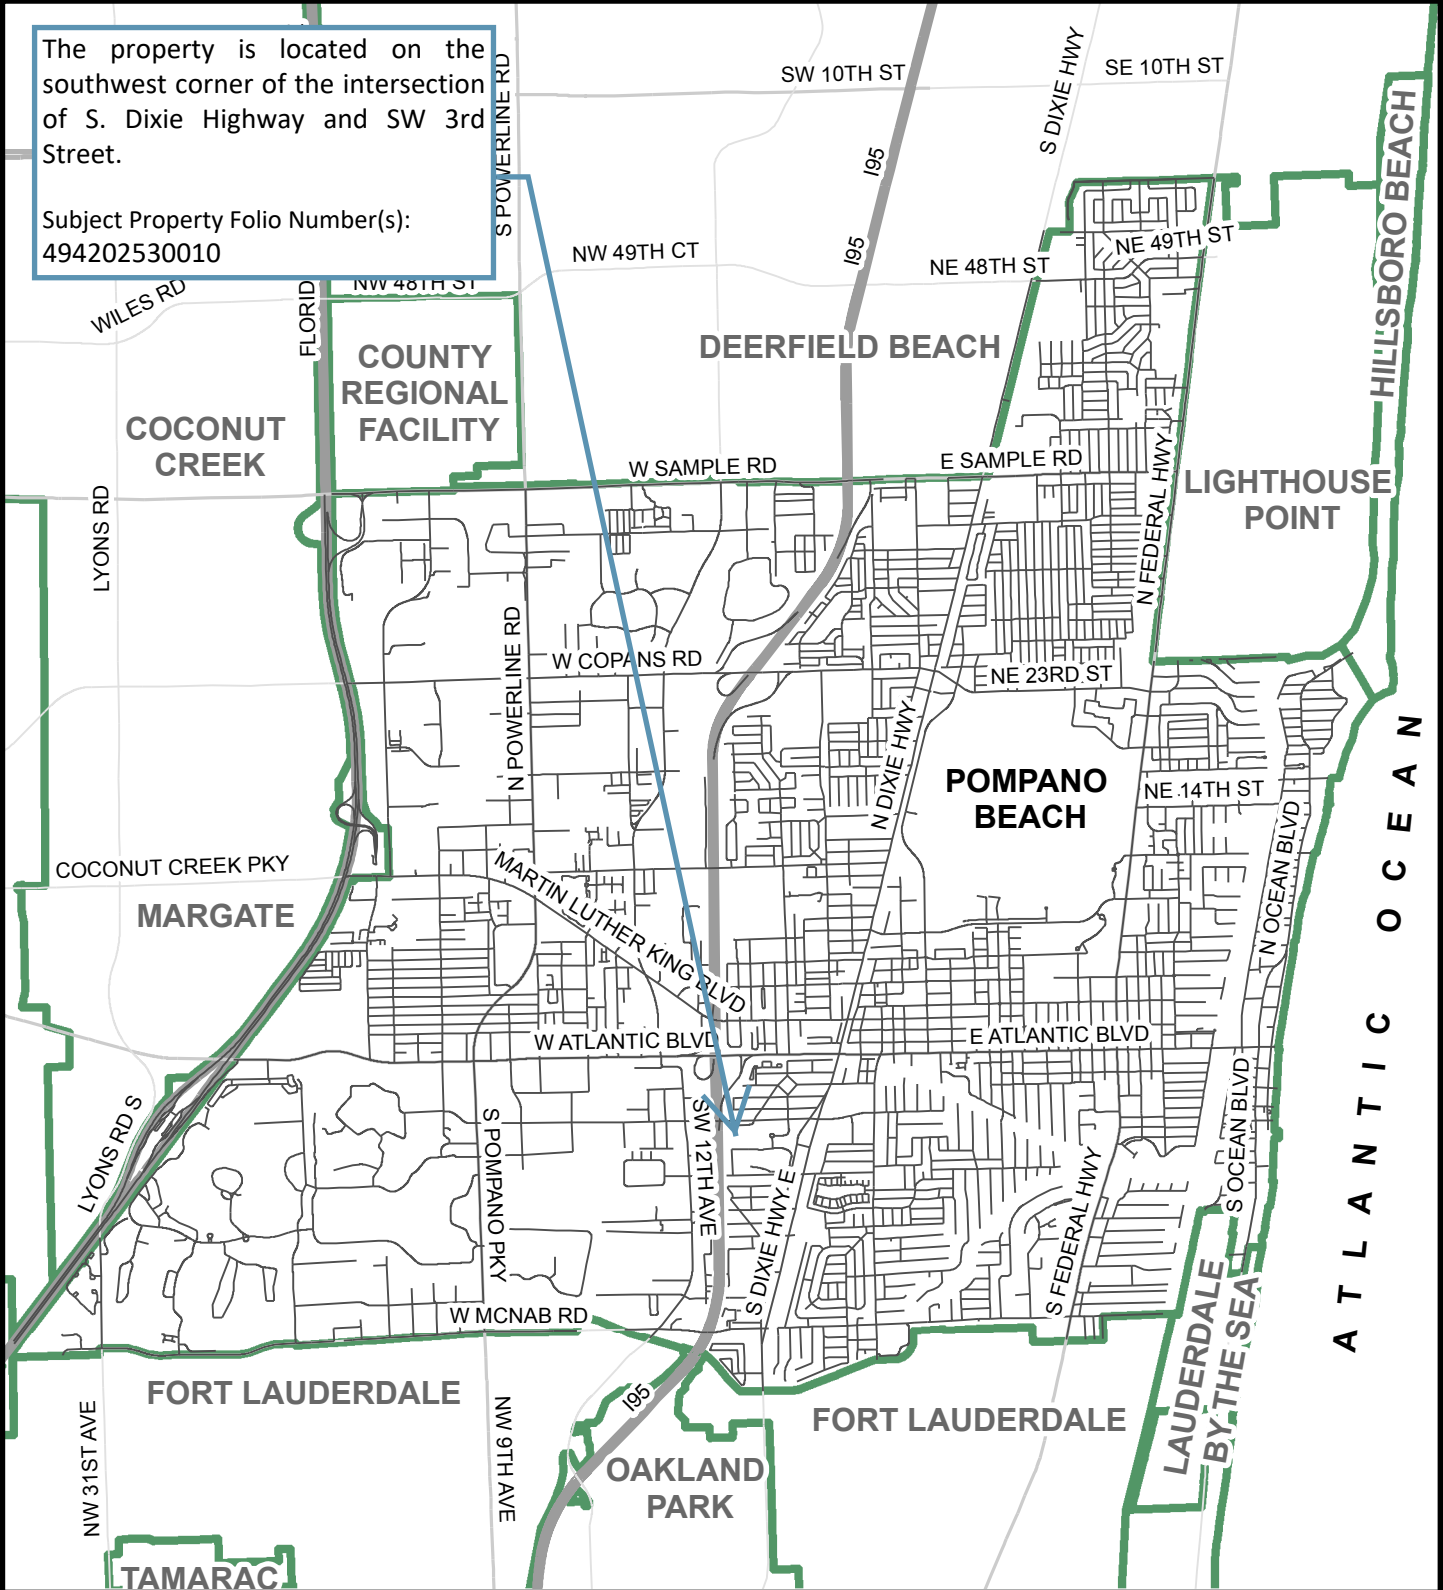 The property is located on the
southwest corner of the intersection
of S. Dixie Highway and SW 3rd
Street.
Subject Property Folio Number(s):
494202530010
S POWERLINE RD
SW 10TH ST
SE 10TH ST
S DIXIE HWY
I95
HILLSBORO BEACH
NW 49TH CT
I95
NE 48TH ST
NE 49TH ST
WILES RD
NW 48TH ST
FLORID
COUNTY
REGIONAL
FACILITY
DEERFIELD BEACH
COCONUT
CREEK
W SAMPLE RD
E SAMPLE RD
LIGHTHOUSE
POINT
LYONS RD
N FEDERAL HWY
N POWERLINE RD
W COPANS RD
NE 23RD ST
N DIXIE HWY
POMPANO
BEACH
NE 14TH ST
ATLANTIC OCEAN
COCONUT CREEK PKY
MARTIN LUTHER KING BLVD
N OCEAN BLVD
MARGATE
W ATLANTIC BLVD
E ATLANTIC BLVD
LYONS RD S
S POMPANO PKY
SW 12TH AVE
S DIXIE HWY E
S FEDERAL HWY
S OCEAN BLVD
W MCNAB RD
LAUDERDALE
BY THE SEA
FORT LAUDERDALE
I95
FORT LAUDERDALE
NW 31ST AVE
NW 9TH AVE
OAKLAND
PARK
TAMARAC